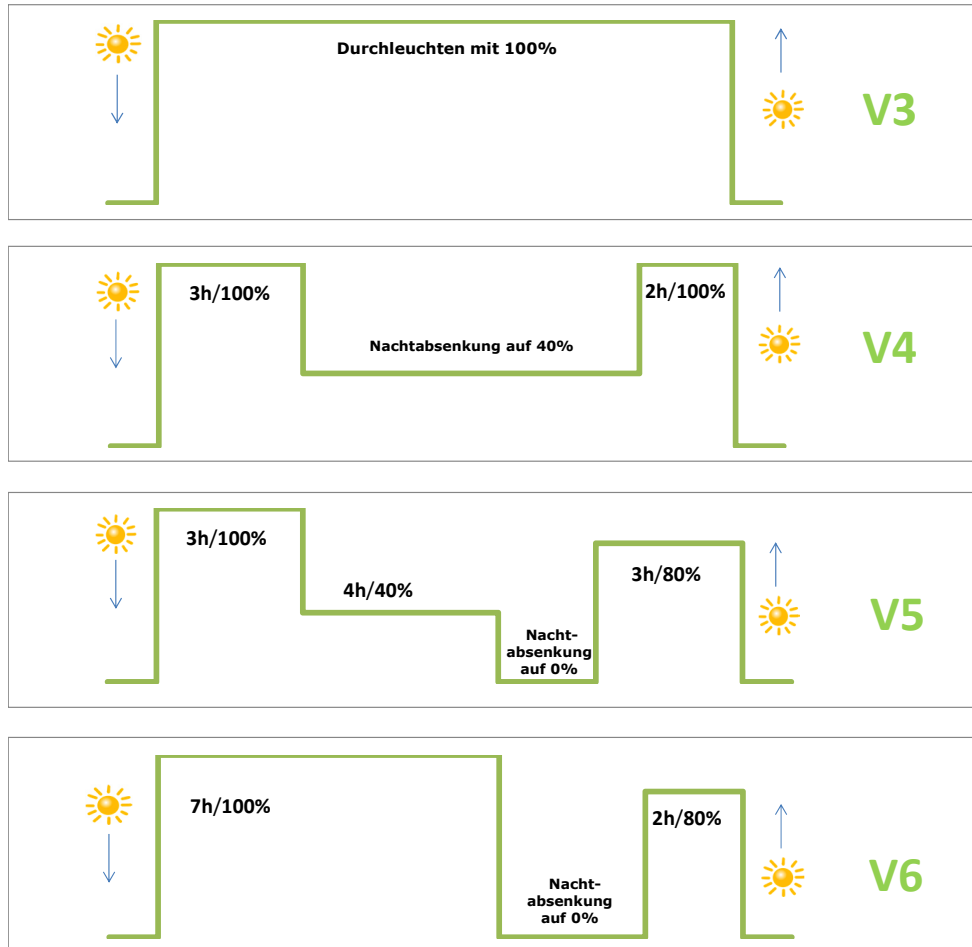 Durchleuchten mit 100%
V3
3h/100%
2h/100%
Nachtabsenkung auf 40%
V4
3h/100%
4h/40%
3h/80%
Nacht-
absenkung
auf 0%
V5
7h/100%
2h/80%
Nacht-
absenkung
auf 0%
V6